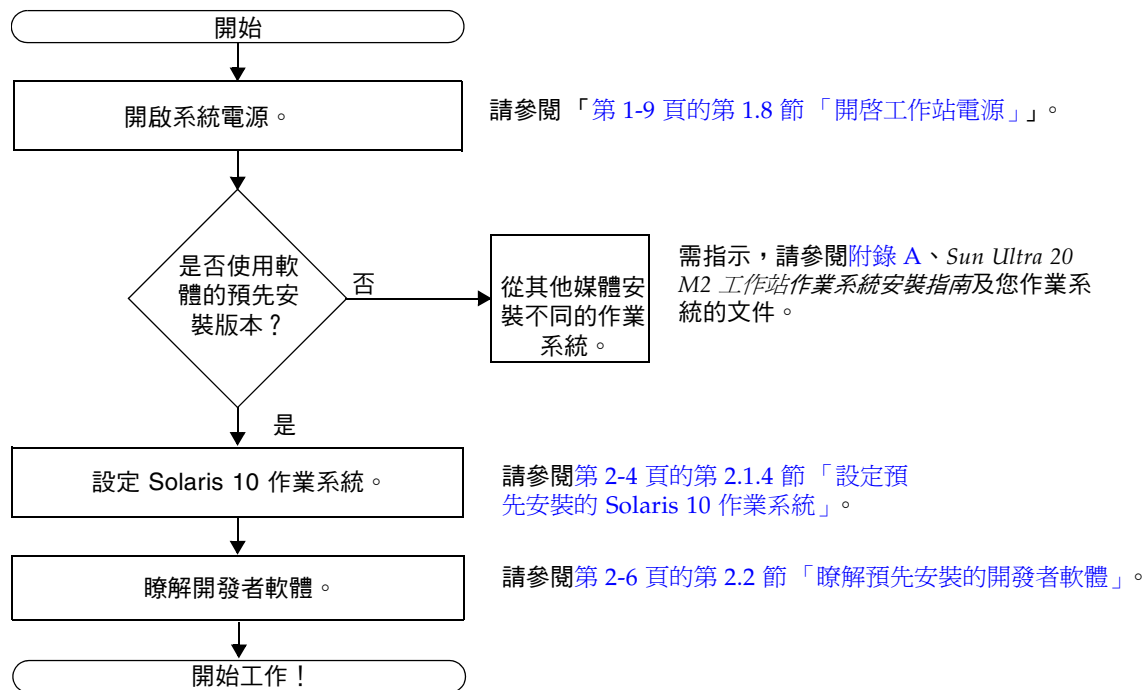 開始
開啟系統電源。
請參閱 「第 1-9 頁的第 1.8 節 「開啓工作站電源」」。
是否使用軟
體的預先安
裝版本？
否
從其他媒體安
裝不同的作業
系統。
需指示，請參閱附錄 A、Sun Ultra 20
M2 工作站作業系統安裝指南及您作業系
統的文件。
是
設定 Solaris 10 作業系統。
請參閱第 2-4 頁的第 2.1.4 節 「設定預
先安裝的 Solaris 10 作業系統」。
瞭解開發者軟體。
請參閱第 2-6 頁的第 2.2 節 「瞭解預先安裝的開發者軟體」。
開始工作！